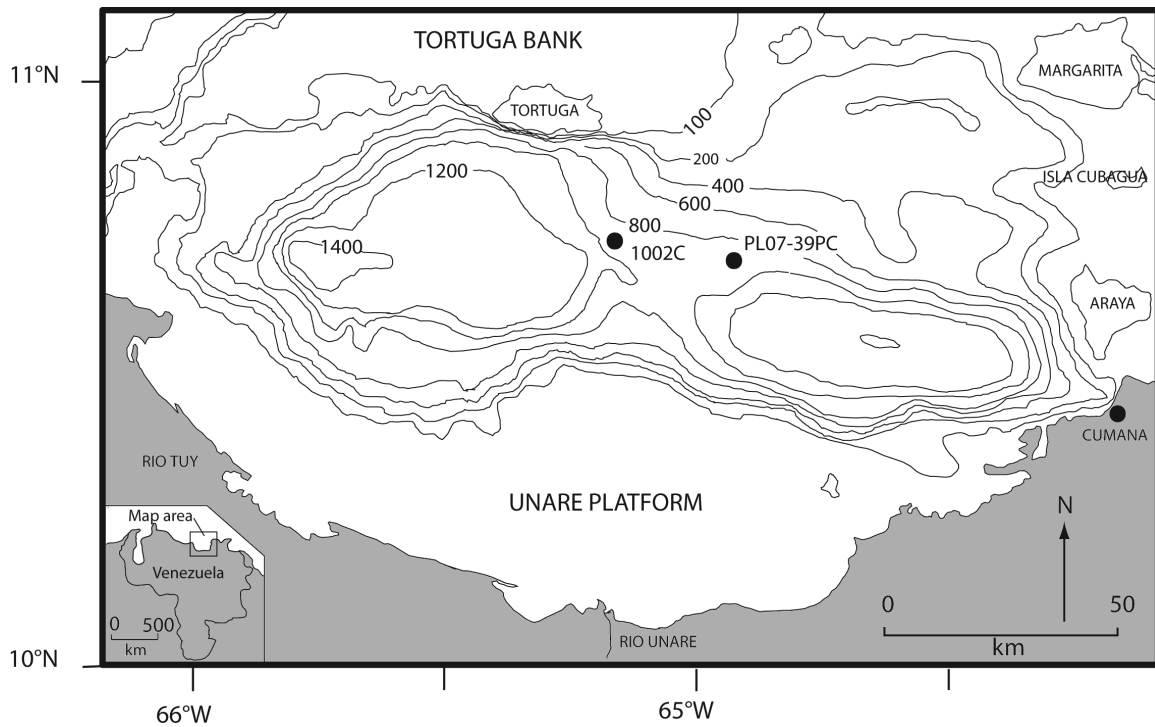 TORTUGA BANK
11°N
MARGARITA
TORTUGA
100
200
1200
400
ISLA CUBAGUA
600
800
1400
1002C
PL07-39PC
ARAYA
CUMANA
RIO TUY
UNARE PLATFORM
N
Map area
Venezuela
0 500
km
0 50
km
RIO UNARE
10°N
66°W
65°W